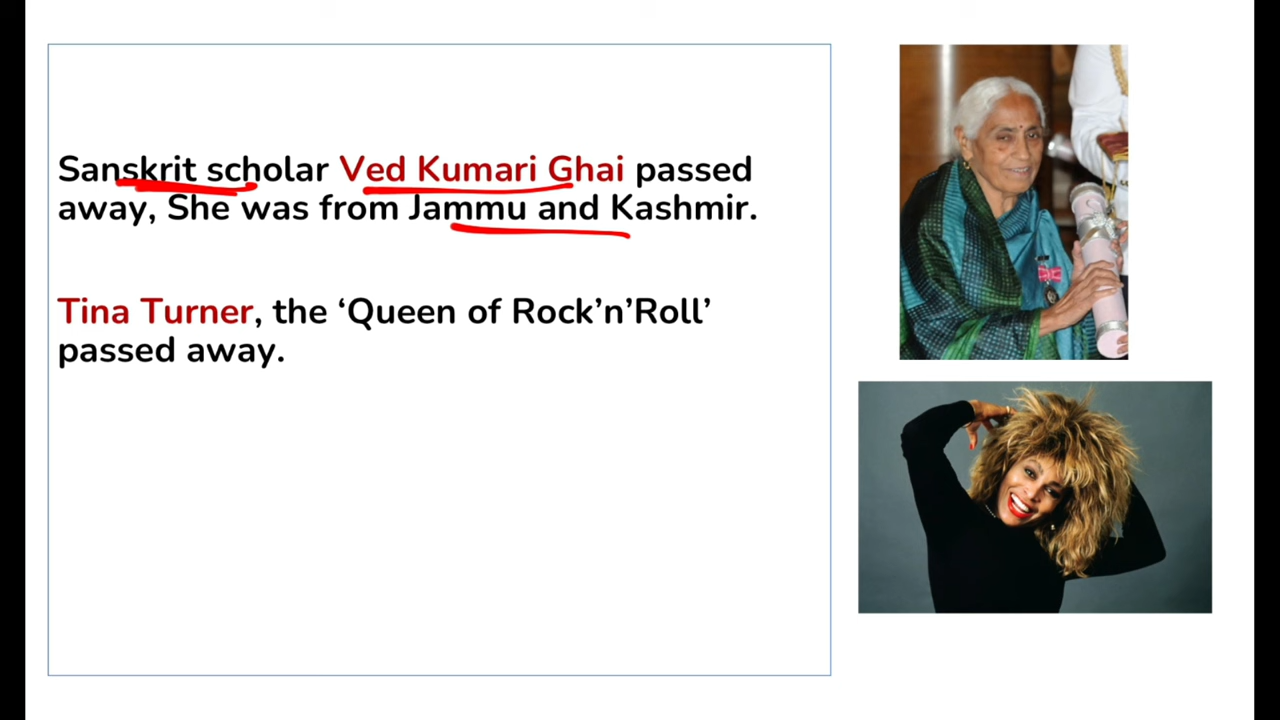 Sanskrit scholar Ved Kumari Ghai passed
away, She was from Jammu and Kashmir.
Tina Turner, the ‘Queen of Rock’n’Roll’
passed away.